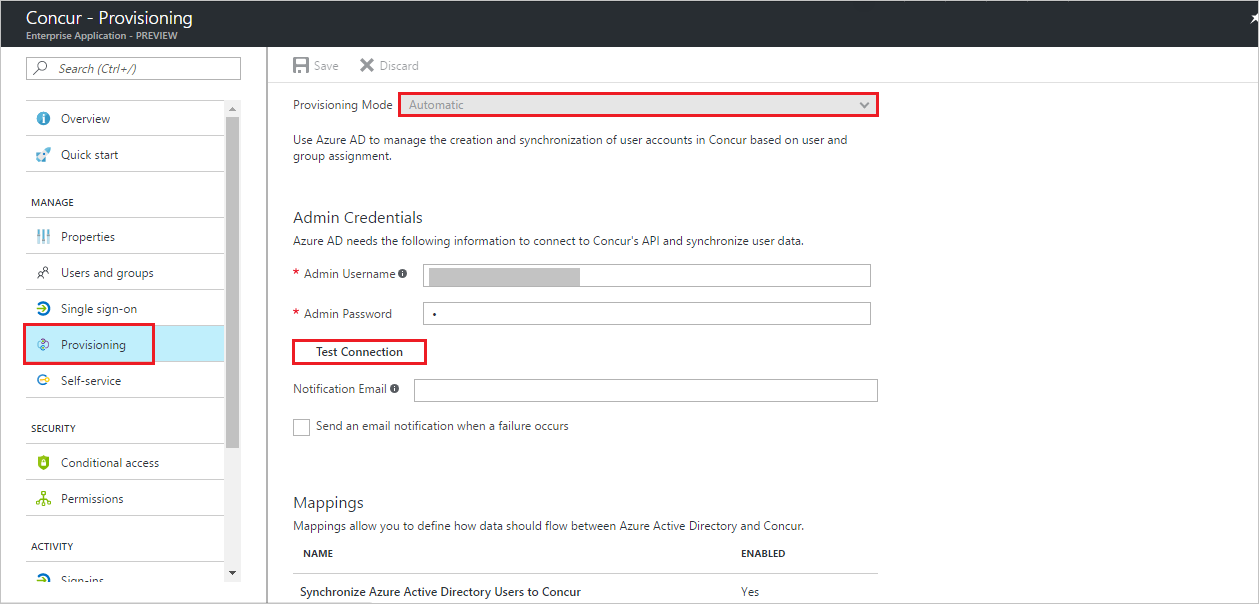 Concur - Provisioning
Enterprise Application - PREVIEW
Search (Ctrl+/)
Overview
Quick start
MANAGE
Properties
Users and groups
Single sign-on
Provisioning
Self-service
SECURITY
Conditional access
Permissions
ACTIVITY
Sign-ins
Save Discard
Provisioning Mode Automatic
Use Azure AD to manage the creation and synchronization of user accounts in Concur based on user and
group assignment.
Admin Credentials
Azure AD needs the following information to connect to Concur's API and synchronize user data.
* Admin Username
* Admin Password
Test Connection
Notification Email
Send an email notification when a failure occurs
Mappings
Mappings allow you to define how data should flow between Azure Active Directory and Concur.
NAME ENABLED
Synchronize Azure Active Directory Users to Concur Yes